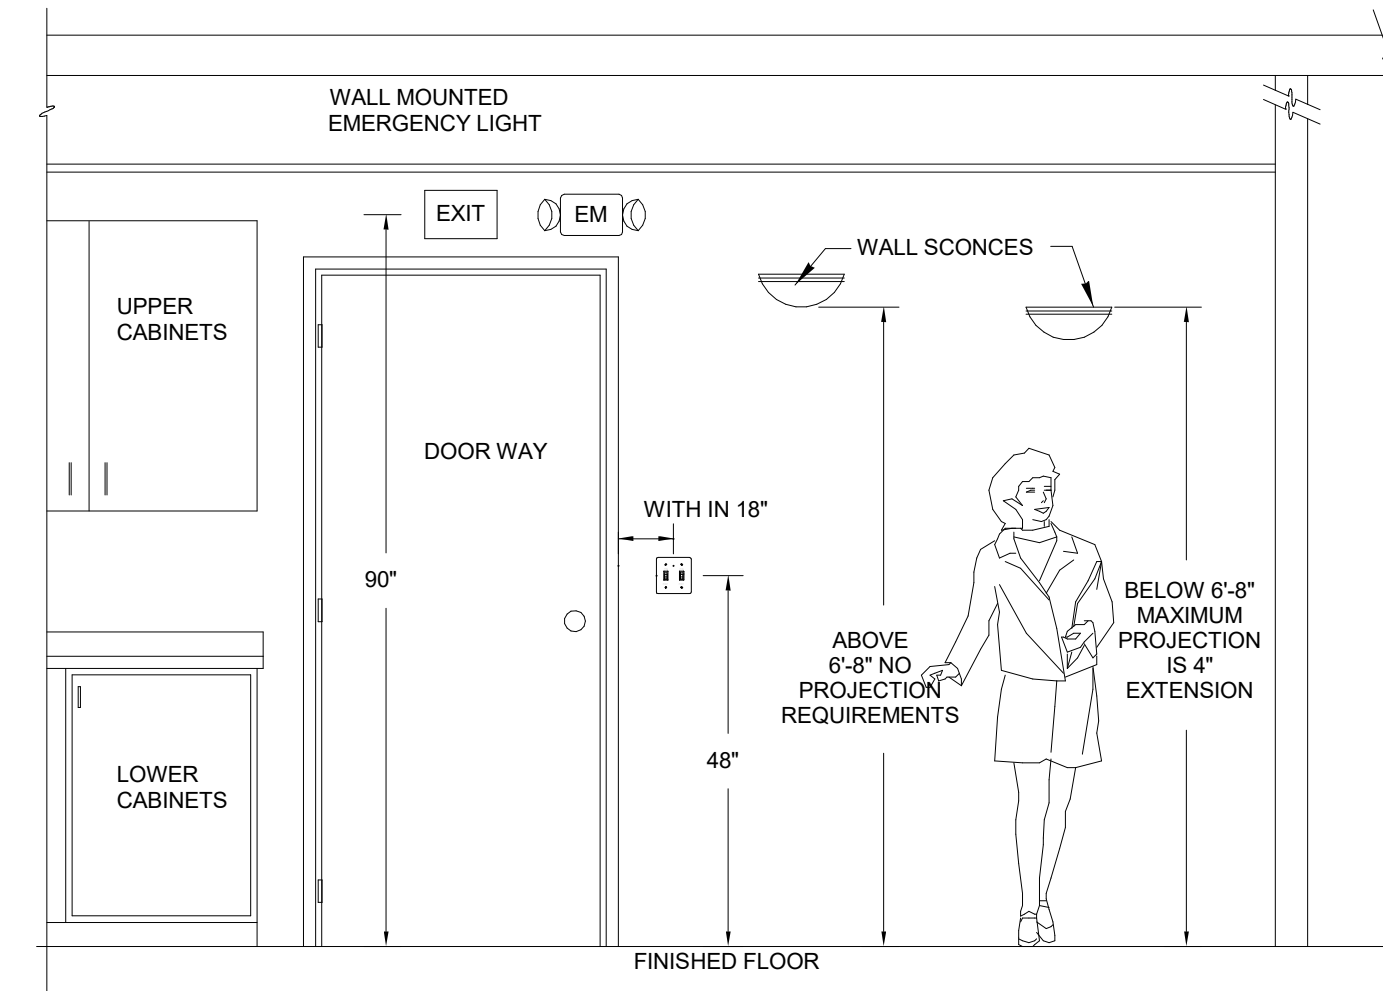 WALL MOUNTED
EMERGENCY LIGHT
EXIT
EM
WALL SCONCES
UPPER
CABINETS
DOOR WAY
WITH IN 18"
90"
ABOVE
6'-8" NO
PROJECTION
REQUIREMENTS
BELOW 6'-8"
MAXIMUM
PROJECTION
IS 4"
EXTENSION
48"
LOWER
CABINETS
FINISHED FLOOR